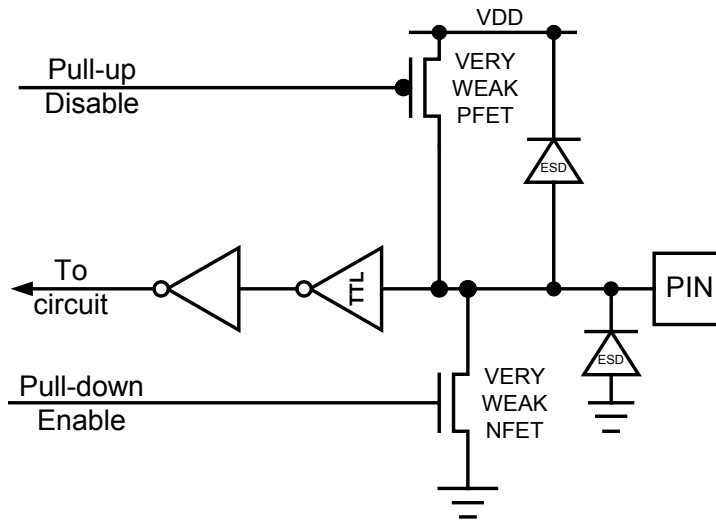 VDD
Pull-up
Disable
VERY
WEAK
PFET
ESD
To
circuit
TTL
PIN
ESD
Pull-down
Enable
VERY
WEAK
NFET